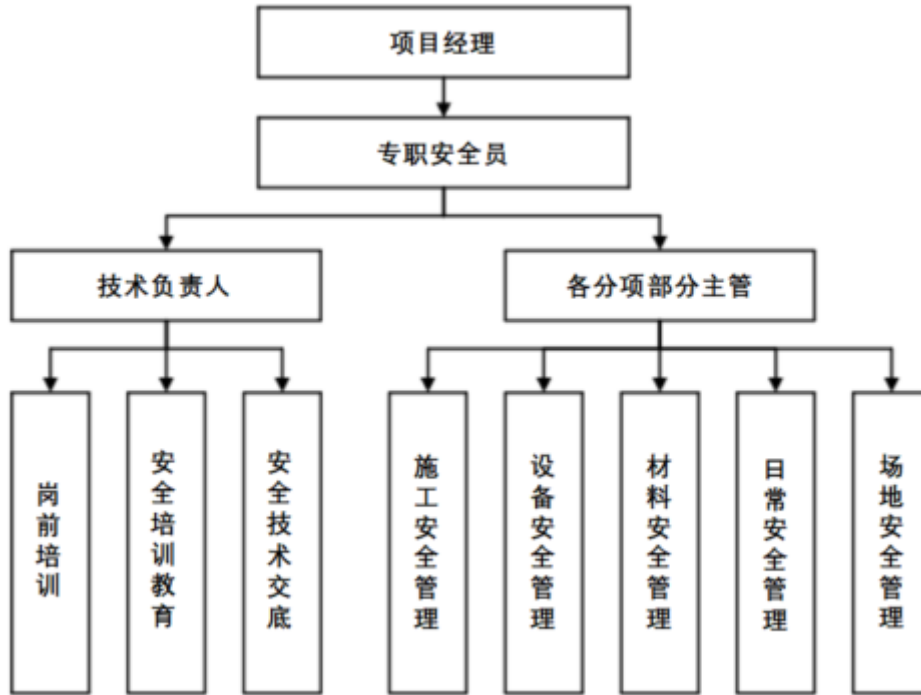 项目经理
专职安全员
技术负责人
各分项部分主管
岗前培训
安全培训教育
安全技术交底
施工安全管理
设备安全管理
材料安全管理
日常安全管理
场地安全管理